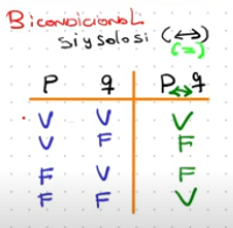 Bicondicional
si y solo si (↔)
(≡)
P q P↔q
V V V
V F F
F V F
F F V